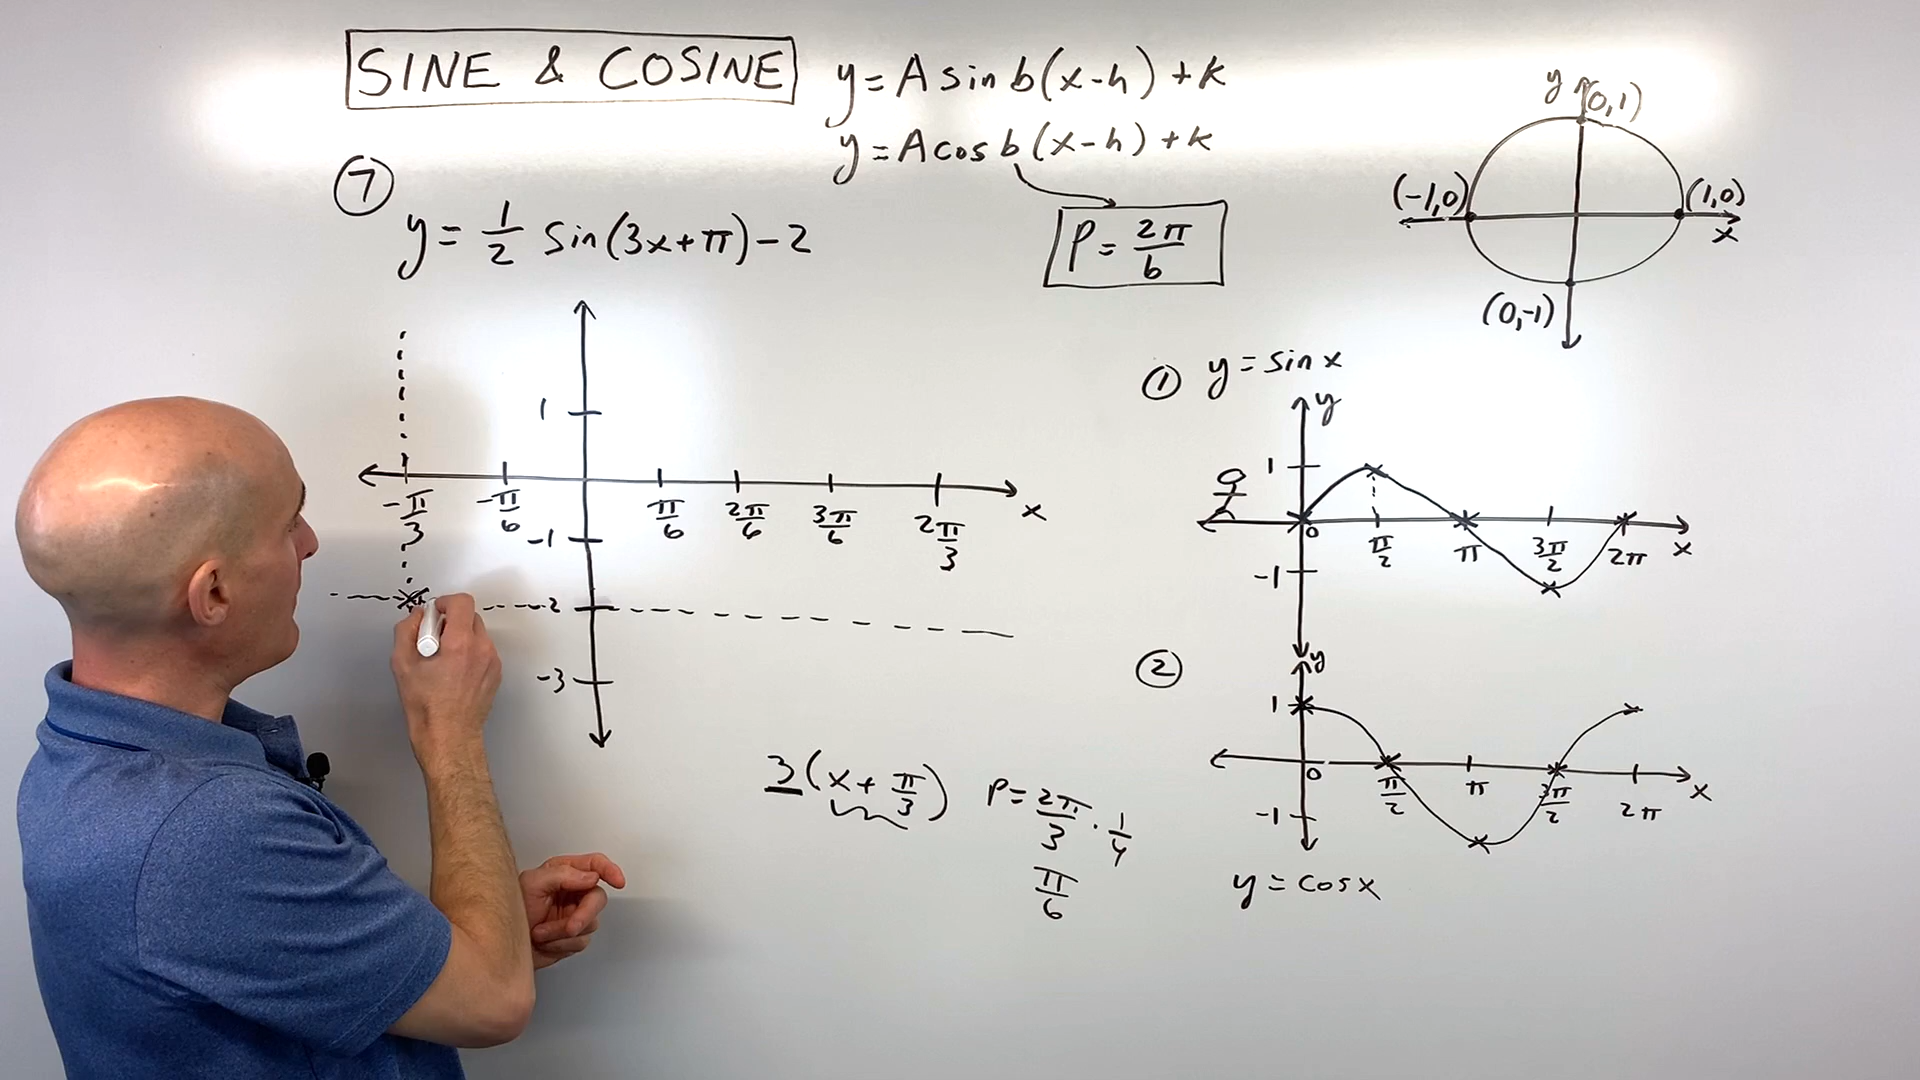 SINE & COSINE
y = A sin b(x-h) + k
y = A cos b(x-h) + k
P = 2π/b
⑦
y = 1/2 sin(3x+π) - 2
1
-π/3 -π/6 π/6 2π/6 3π/6 2π/3 x
-1
-2
-3
3(x + π/3)
P = 2π/3 · 1/4
π/6
y (0,1)
(-1,0) (1,0)
x
(0,-1)
① y = sin x
y
1
0 π/2 π 3π/2 2π x
-1
②
y
1
0 π/2 π 3π/2 2π x
-1
y = cos x